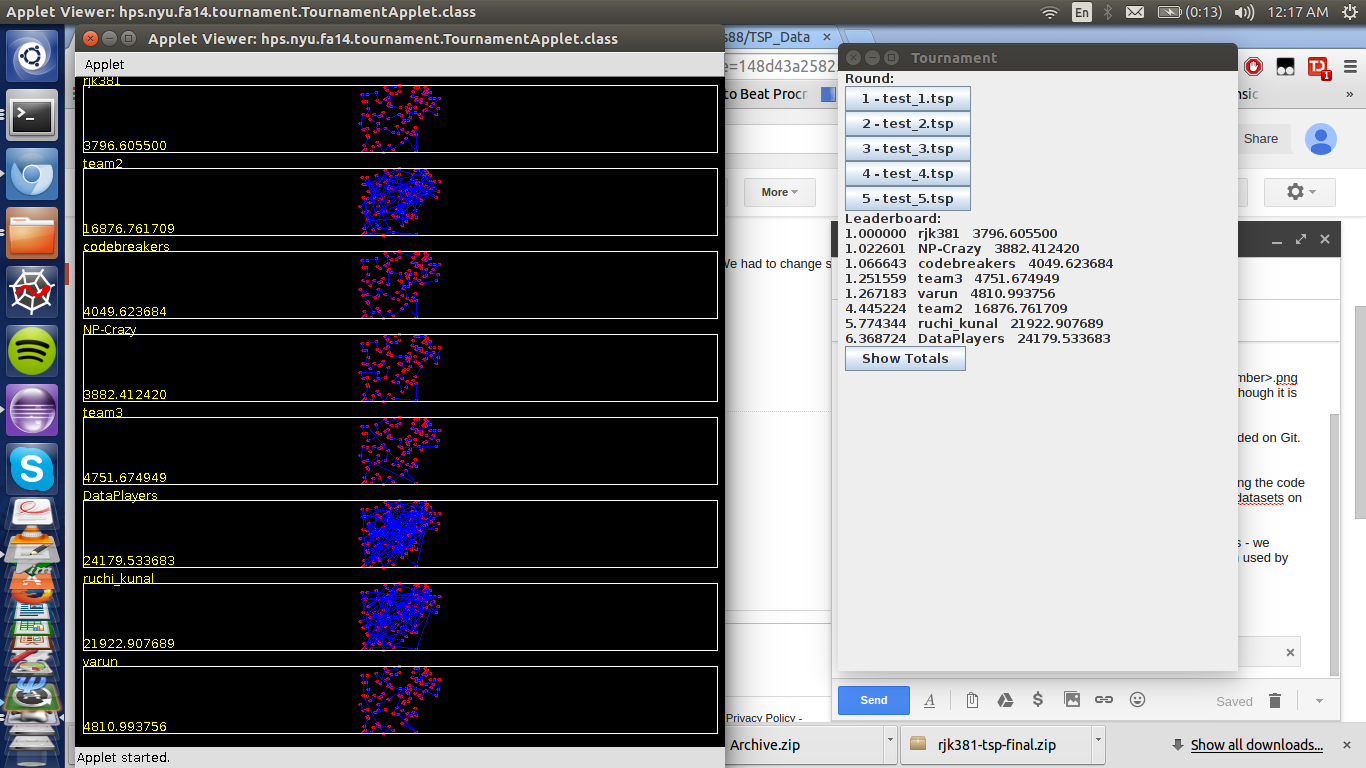 Applet Viewer: hps.nyu.fa14.tournament.TournamentApplet.class
En
(0:13)
12:17 AM
Applet Viewer: hps.nyu.fa14.tournament.TournamentApplet.class
Applet
rjk381
3796.605500
team2
16876.761709
codebreakers
4049.623684
NP-Crazy
3882.412420
team3
4751.674949
DataPlayers
24179.533683
ruchi_kunal
21922.907689
varun
4810.993756
Applet started.
s88/TSP_Data
=148d43a2582
to Beat Procr
Share
More
We had to change s
Tournament
Round:
1 - test_1.tsp
2 - test_2.tsp
3 - test_3.tsp
4 - test_4.tsp
5 - test_5.tsp
Leaderboard:
1.000000 rjk381 3796.605500
1.022601 NP-Crazy 3882.412420
1.066643 codebreakers 4049.623684
1.251559 team3 4751.674949
1.267183 varun 4810.993756
4.445224 team2 16876.761709
5.774344 ruchi_kunal 21922.907689
6.368724 DataPlayers 24179.533683
Show Totals
mber>.png
hough it is
ded on Git.
ng the code
datasets on
s - we
used by
Send
Saved
Privacy Policy -
Archive.zip
rjk381-tsp-final.zip
Show all downloads...